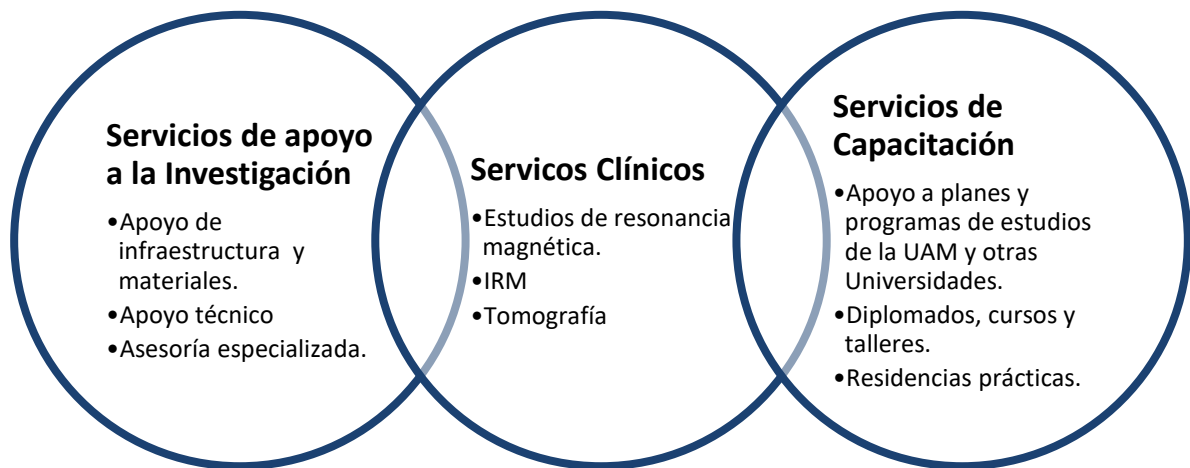 Servicios de apoyo
a la Investigación
•Apoyo de
infraestructura y
materiales.
•Apoyo técnico
•Asesoría especializada.
Servicos Clínicos
•Estudios de resonancia
magnética.
•IRM
•Tomografía
Servicios de
Capacitación
•Apoyo a planes y
programas de estudios
de la UAM y otras
Universidades.
•Diplomados, cursos y
talleres.
•Residencias prácticas.